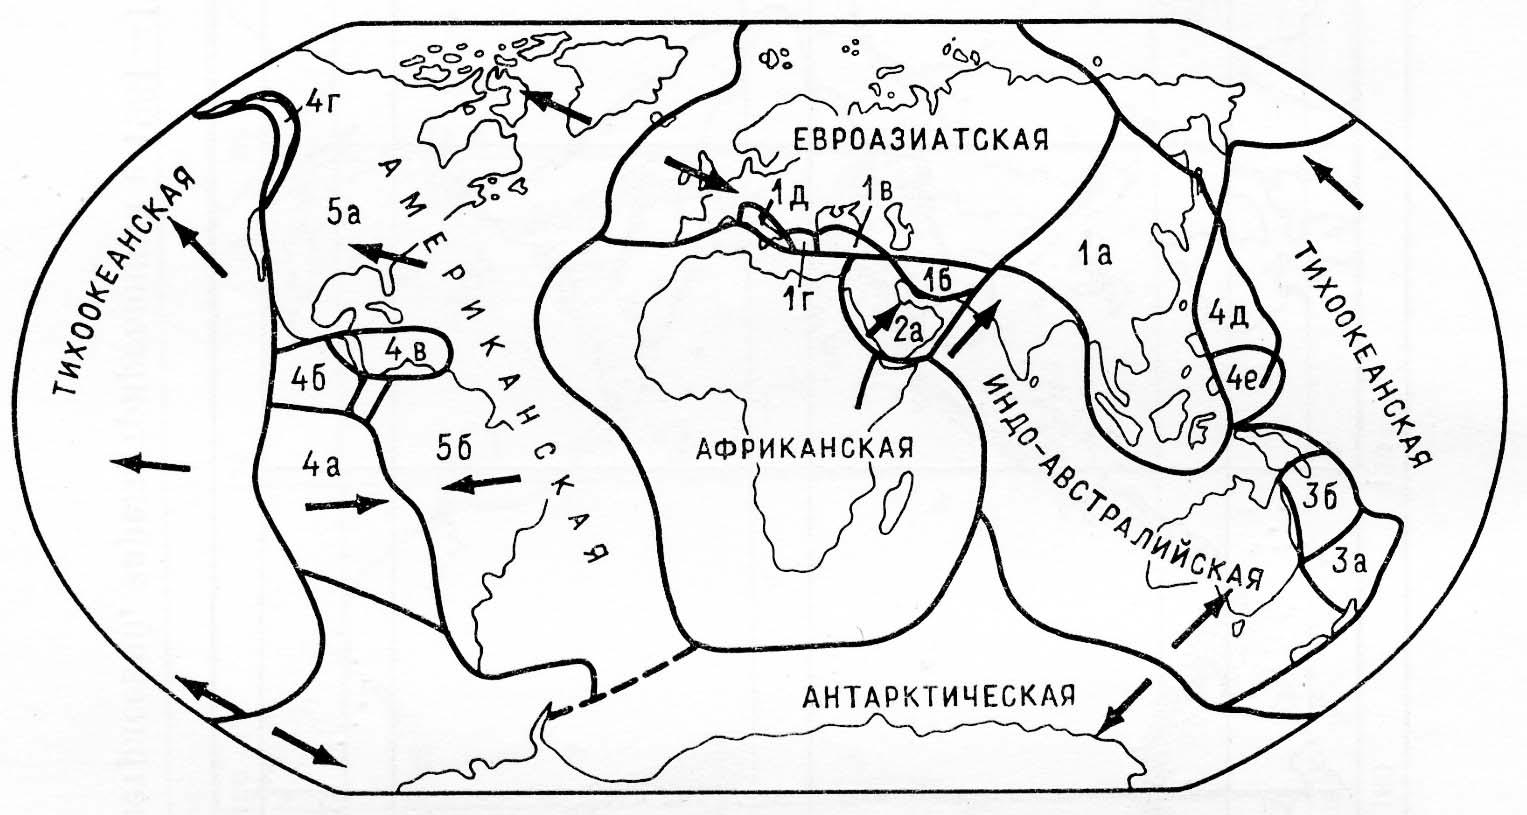 4г
ЕВРОАЗИАТСКАЯ
ТИХООКЕАНСКАЯ
АМЕРИКАНСКАЯ
5а
1д
1в
1а
1г
1б
2а
4д
ТИХООКЕАНСКАЯ
4в
4б
4е
ИНДО-АВСТРАЛИЙСКАЯ
АФРИКАНСКАЯ
5б
4а
3б
3а
АНТАРКТИЧЕСКАЯ